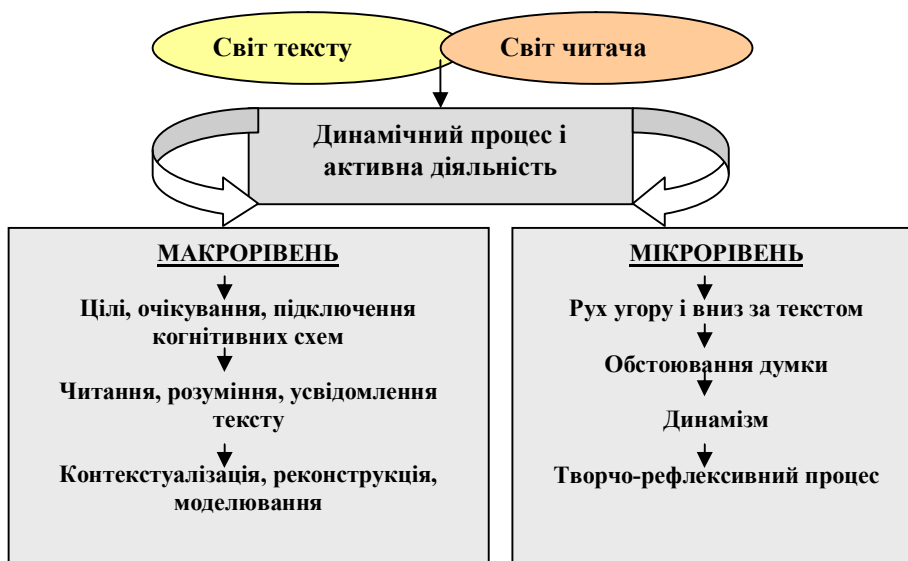 Світ тексту
Світ читача
Динамічний процес і
активна діяльність
МАКРОРІВЕНЬ
Цілі, очікування, підключення
когнітивних схем
Читання, розуміння, усвідомлення
тексту
Контекстуалізація, реконструкція,
моделювання
МІКРОРІВЕНЬ
Рух угору і вниз за текстом
Обстоювання думки
Динамізм
Творчо-рефлексивний процес